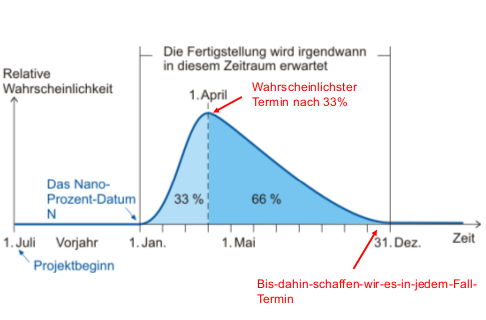 Die Fertigstellung wird irgendwann
in diesem Zeitraum erwartet
Relative
Wahrscheinlichkeit
1. April
Wahrscheinlichster
Termin nach 33%
Das Nano-
Prozent-Datum
N
33 %
66 %
1. Juli
Vorjahr
1. Jan.
1. Mai
31. Dez.
Zeit
Projektbeginn
Bis-dahin-schaffen-wir-es-in-jedem-Fall-
Termin